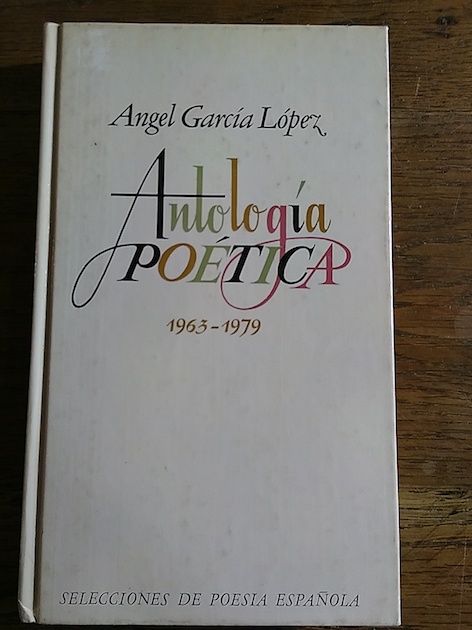 Angel García López
Antología
POÉTICA
1963-1979
SELECCIONES DE POESIA ESPAÑOLA